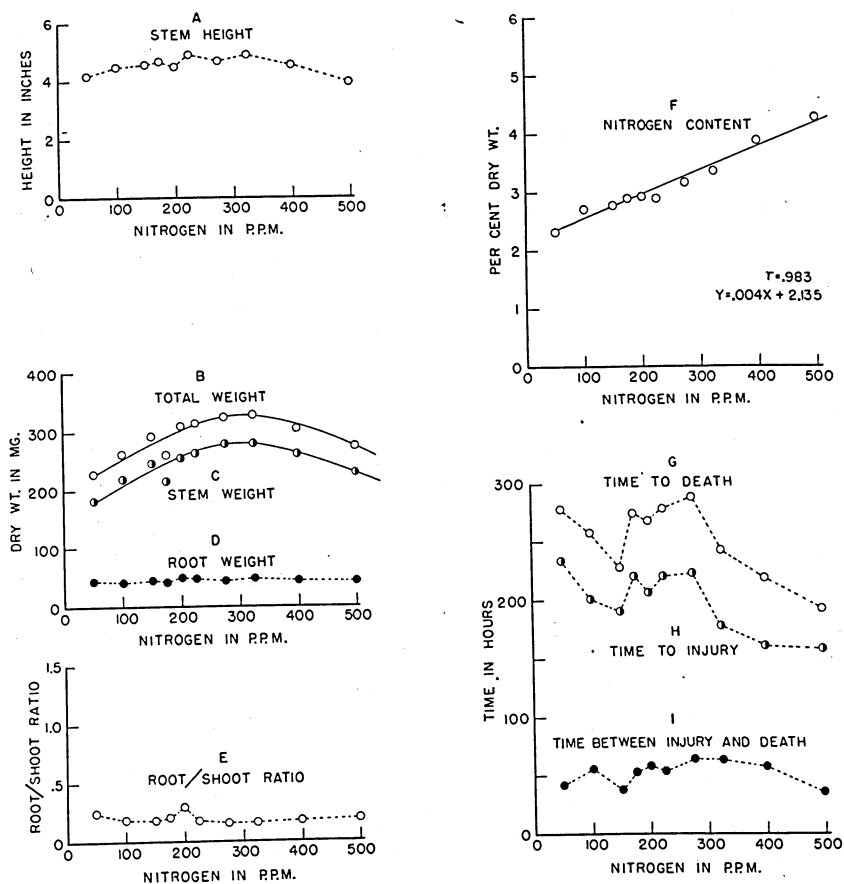 A
STEM HEIGHT
HEIGHT IN INCHES
6
4
2
0
0 100 200 300 400 500
NITROGEN IN P.P.M.
B
TOTAL WEIGHT
C
STEM WEIGHT
D
ROOT WEIGHT
DRY WT. IN MG.
400
300
200
100
0
0 100 200 300 400 500
NITROGEN IN P.P.M.
E
ROOT/SHOOT RATIO
ROOT/SHOOT RATIO
1.5
1.0
.5
0
0 100 200 300 400 500
NITROGEN IN P.P.M.
F
NITROGEN CONTENT
PER CENT DRY WT.
6
5
4
3
2
1
0
r=.983
Y=.004X + 2.135
0 100 200 300 400 500
NITROGEN IN P.P.M.
G
TIME TO DEATH
H
TIME TO INJURY
I
TIME BETWEEN INJURY AND DEATH
TIME IN HOURS
300
200
100
0
0 100 200 300 400 500
NITROGEN IN P.P.M.